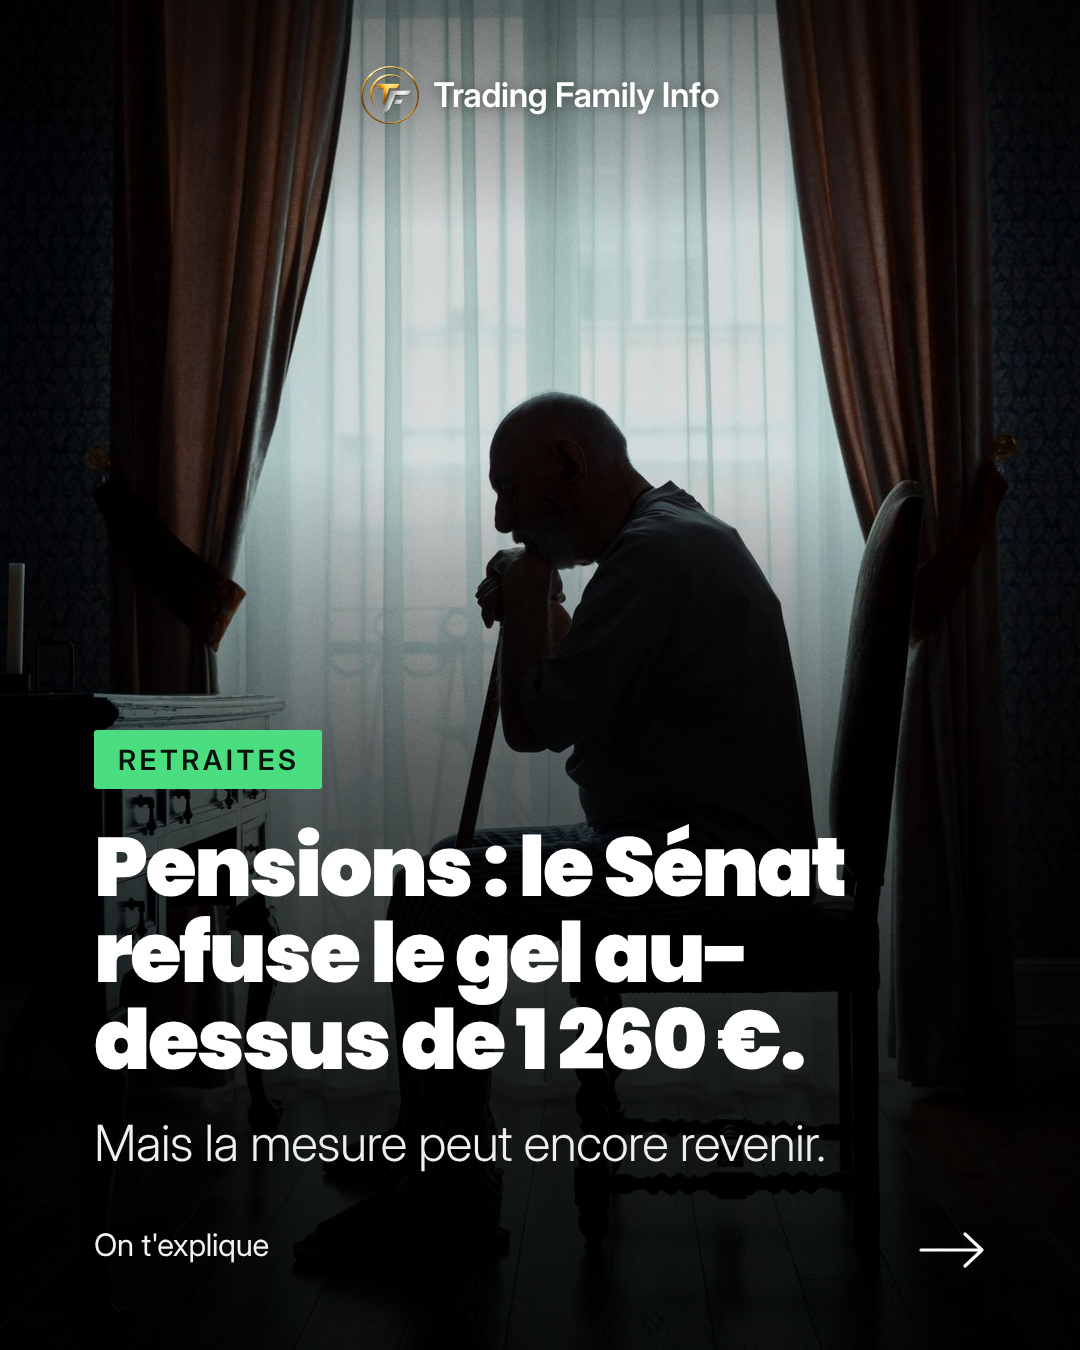 TF
Trading Family Info
RETRAITES
Pensions : le Sénat
refuse le gel au-
dessus de 1 260 €.
Mais la mesure peut encore revenir.
On t'explique